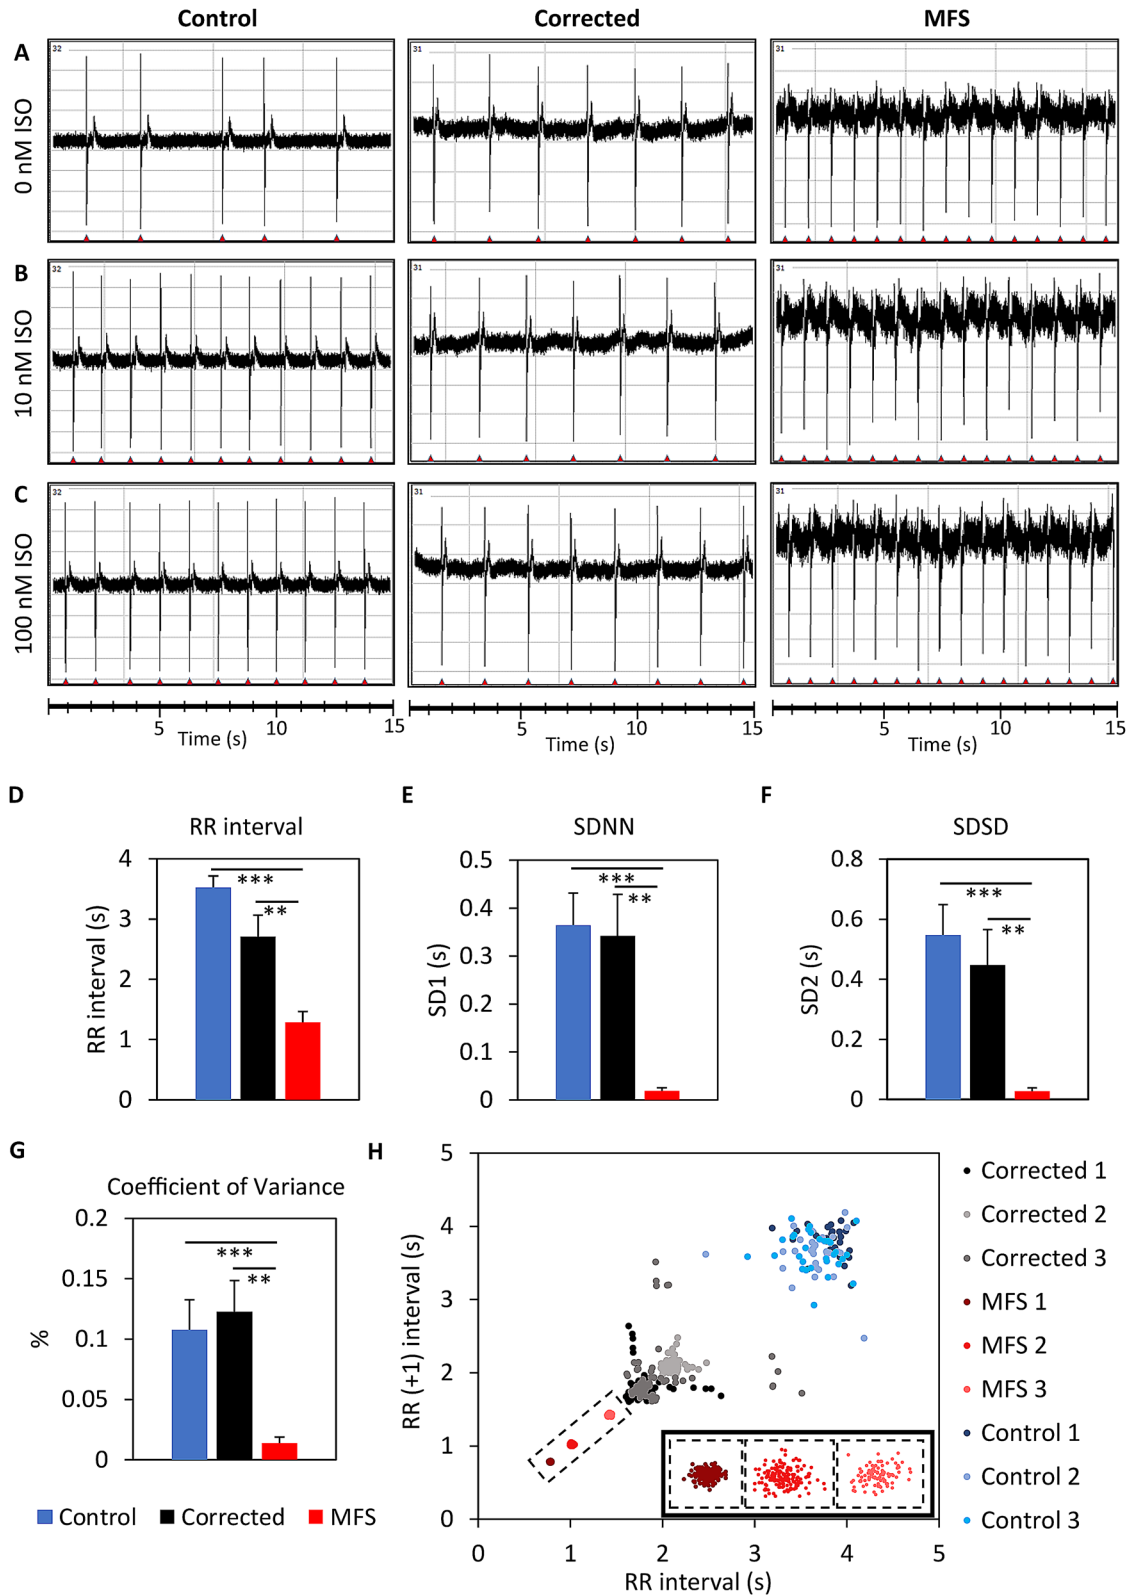 Control Corrected MFS
A
0 nM ISO
32
31
31
B
10 nM ISO
32
31
31
C
100 nM ISO
32
31
31
5 10 15
Time (s)
5 10 15
Time (s)
5 10 15
Time (s)
D
RR interval
RR interval (s)
4
3
2
1
0
***
**
E
SDNN
SD1 (s)
0.5
0.4
0.3
0.2
0.1
0
***
**
F
SDSD
SD2 (s)
0.8
0.6
0.4
0.2
0
***
**
G
Coefficient of Variance
%
0.2
0.15
0.1
0.05
0
***
**
Control Corrected MFS
H
RR (+1) interval (s)
5
4
3
2
1
0
0 1 2 3 4 5
RR interval (s)
Corrected 1
Corrected 2
Corrected 3
MFS 1
MFS 2
MFS 3
Control 1
Control 2
Control 3